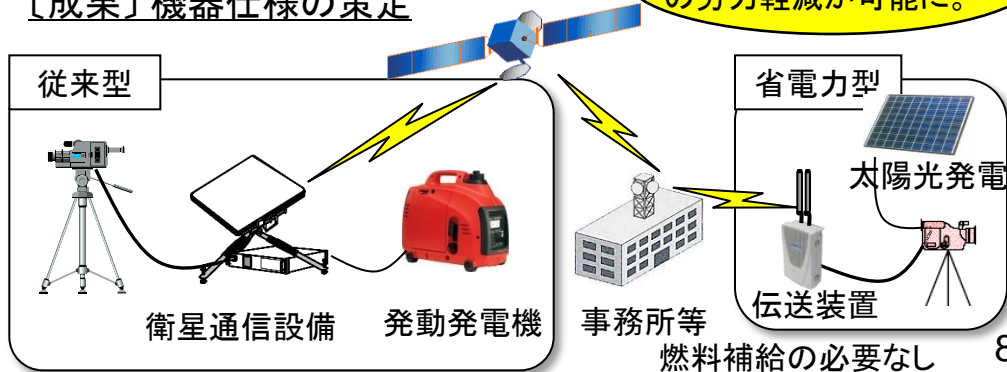 〔成果〕機器仕様の策定
の労力軽減が可能に。
従来型
省電力型
太陽光発電
衛星通信設備
発動発電機
事務所等
伝送装置
燃料補給の必要なし
8